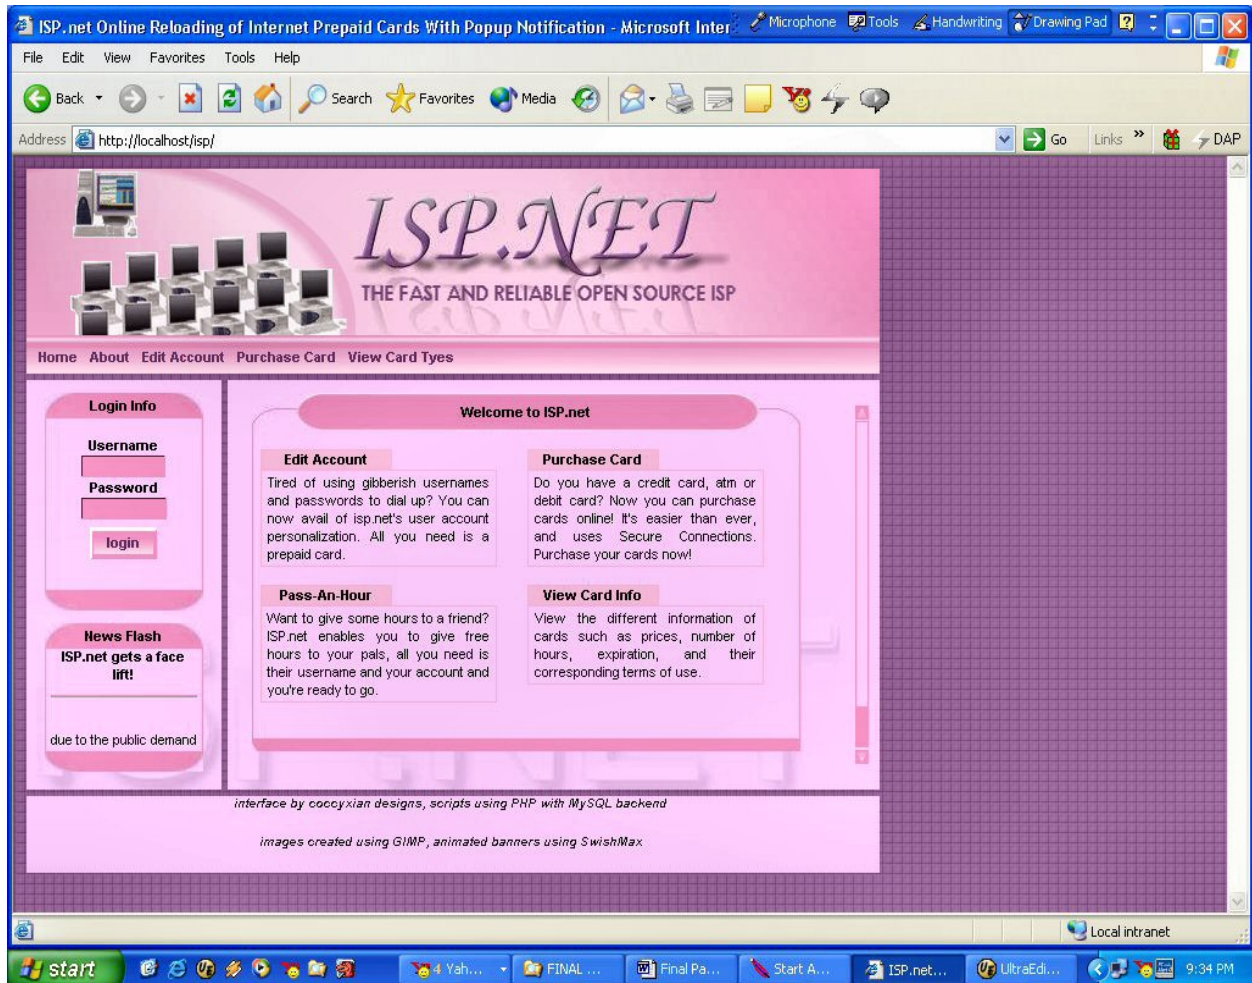 ISP.net Online Reloading of Internet Prepaid Cards With Popup Notification - Microsoft Inter
Microphone Tools Handwriting Drawing Pad
File Edit View Favorites Tools Help
Back Search Favorites Media
Address http://localhost/isp/ Go Links » DAP
ISP.NET
THE FAST AND RELIABLE OPEN SOURCE ISP
Home About Edit Account Purchase Card View Card Tyes
Login Info
Username
Password
login
News Flash
ISP.net gets a face
lift!
due to the public demand
Welcome to ISP.net
Edit Account
Tired of using gibberish usernames
and passwords to dial up? You can
now avail of isp.net's user account
personalization. All you need is a
prepaid card.
Purchase Card
Do you have a credit card, atm or
debit card? Now you can purchase
cards online! It's easier than ever,
and uses Secure Connections.
Purchase your cards now!
Pass-An-Hour
Want to give some hours to a friend?
ISP.net enables you to give free
hours to your pals, all you need is
their username and your account and
you're ready to go.
View Card Info
View the different information of
cards such as prices, number of
hours, expiration, and their
corresponding terms of use.
interface by coccyxian designs, scripts using PHP with MySQL backend
images created using GIMP, animated banners using SwishMax
Local intranet
start 4 Yah... FINAL ... Final Pa... Start A... ISP.net... UltraEdi... 9:34 PM